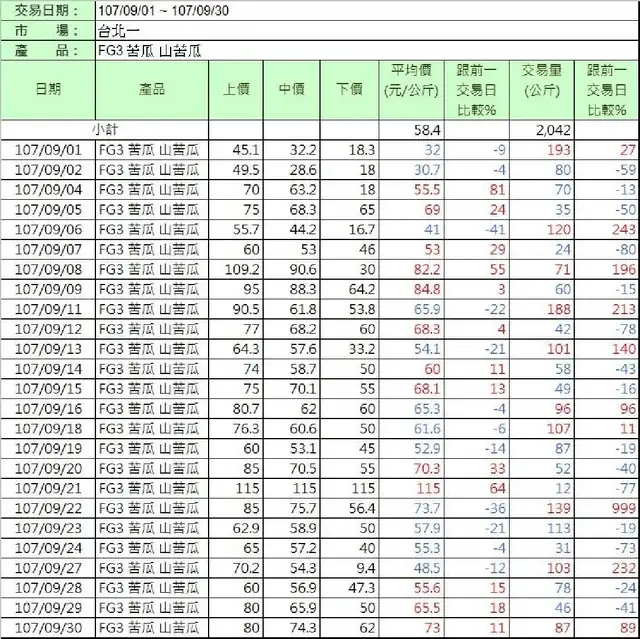 交易日期： 107/09/01 ~ 107/09/30
市 場： 台北一
產 品： FG3 苦瓜 山苦瓜
日期 產品 上價 中價 下價 平均價(元/公斤) 跟前一交易日比較% 交易量(公斤) 跟前一交易日比較%
小計 58.4 2,042
107/09/01 FG3 苦瓜 山苦瓜 45.1 32.2 18.3 32 -9 193 27
107/09/02 FG3 苦瓜 山苦瓜 49.5 28.6 18 30.7 -4 80 -59
107/09/04 FG3 苦瓜 山苦瓜 70 63.2 18 55.5 81 70 -13
107/09/05 FG3 苦瓜 山苦瓜 75 68.3 65 69 24 35 -50
107/09/06 FG3 苦瓜 山苦瓜 55.7 44.2 16.7 41 -41 120 243
107/09/07 FG3 苦瓜 山苦瓜 60 53 46 53 29 24 -80
107/09/08 FG3 苦瓜 山苦瓜 109.2 90.6 30 82.2 55 71 196
107/09/09 FG3 苦瓜 山苦瓜 95 88.3 64.2 84.8 3 60 -15
107/09/11 FG3 苦瓜 山苦瓜 90.5 61.8 53.8 65.9 -22 188 213
107/09/12 FG3 苦瓜 山苦瓜 77 68.2 60 68.3 4 42 -78
107/09/13 FG3 苦瓜 山苦瓜 64.3 57.6 33.2 54.1 -21 101 140
107/09/14 FG3 苦瓜 山苦瓜 74 58.7 50 60 11 58 -43
107/09/15 FG3 苦瓜 山苦瓜 75 70.1 55 68.1 13 49 -16
107/09/16 FG3 苦瓜 山苦瓜 80.7 62 60 65.3 -4 96 96
107/09/18 FG3 苦瓜 山苦瓜 76.3 60.6 50 61.6 -6 107 11
107/09/19 FG3 苦瓜 山苦瓜 60 53.1 45 52.9 -14 87 -19
107/09/20 FG3 苦瓜 山苦瓜 85 70.5 55 70.3 33 52 -40
107/09/21 FG3 苦瓜 山苦瓜 115 115 115 115 64 12 -77
107/09/22 FG3 苦瓜 山苦瓜 85 75.7 56.4 73.7 -36 139 999
107/09/23 FG3 苦瓜 山苦瓜 62.9 58.9 50 57.9 -21 113 -19
107/09/24 FG3 苦瓜 山苦瓜 65 57.2 40 55.3 -4 31 -73
107/09/27 FG3 苦瓜 山苦瓜 70.2 54.3 9.4 48.5 -12 103 232
107/09/28 FG3 苦瓜 山苦瓜 60 56.9 47.3 55.6 15 78 -24
107/09/29 FG3 苦瓜 山苦瓜 80 65.9 50 65.5 18 46 -41
107/09/30 FG3 苦瓜 山苦瓜 80 74.3 62 73 11 87 89